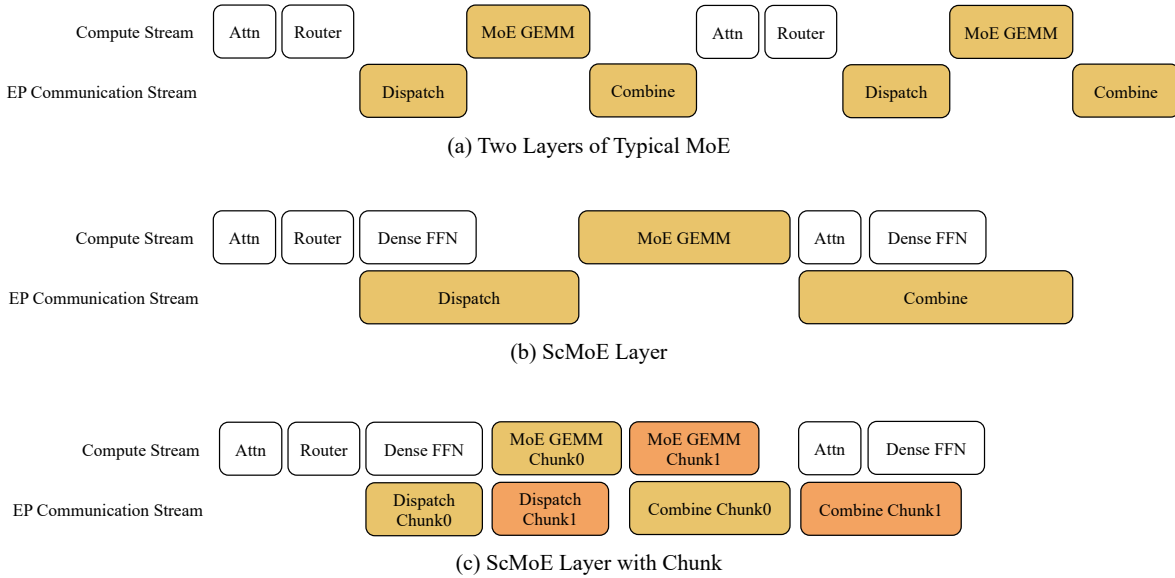 Compute Stream Attn Router MoE GEMM Attn Router MoE GEMM
EP Communication Stream Dispatch Combine Dispatch Combine
(a) Two Layers of Typical MoE
Compute Stream Attn Router Dense FFN MoE GEMM Attn Dense FFN
EP Communication Stream Dispatch Combine
(b) ScMoE Layer
Compute Stream Attn Router Dense FFN MoE GEMM Chunk0 MoE GEMM Chunk1 Attn Dense FFN
EP Communication Stream Dispatch Chunk0 Dispatch Chunk1 Combine Chunk0 Combine Chunk1
(c) ScMoE Layer with Chunk